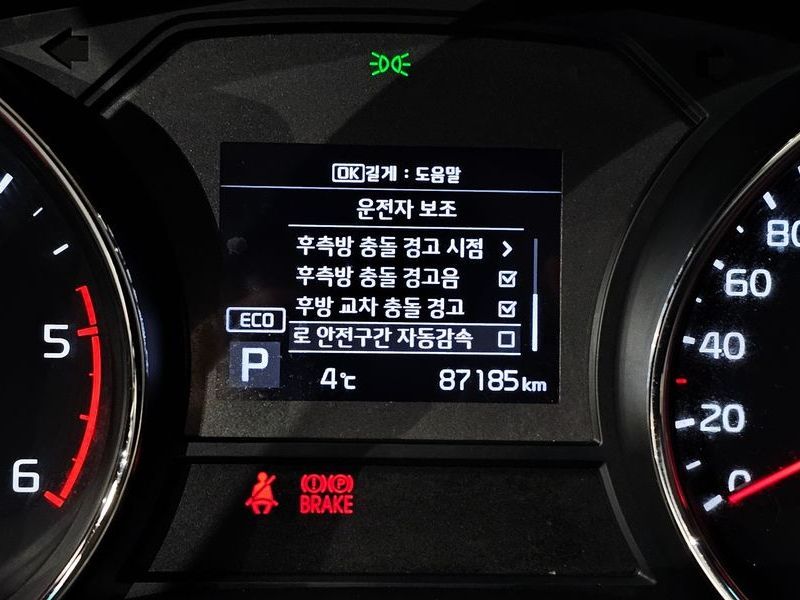 OK길게 : 도움말
운전자 보조
후측방 충돌 경고 시점 >
후측방 충돌 경고음
후방 교차 충돌 경고
로 안전구간 자동감속
ECO
P
4℃ 87185km
5
6
80
60
40
20
0
(!) (P)
BRAKE